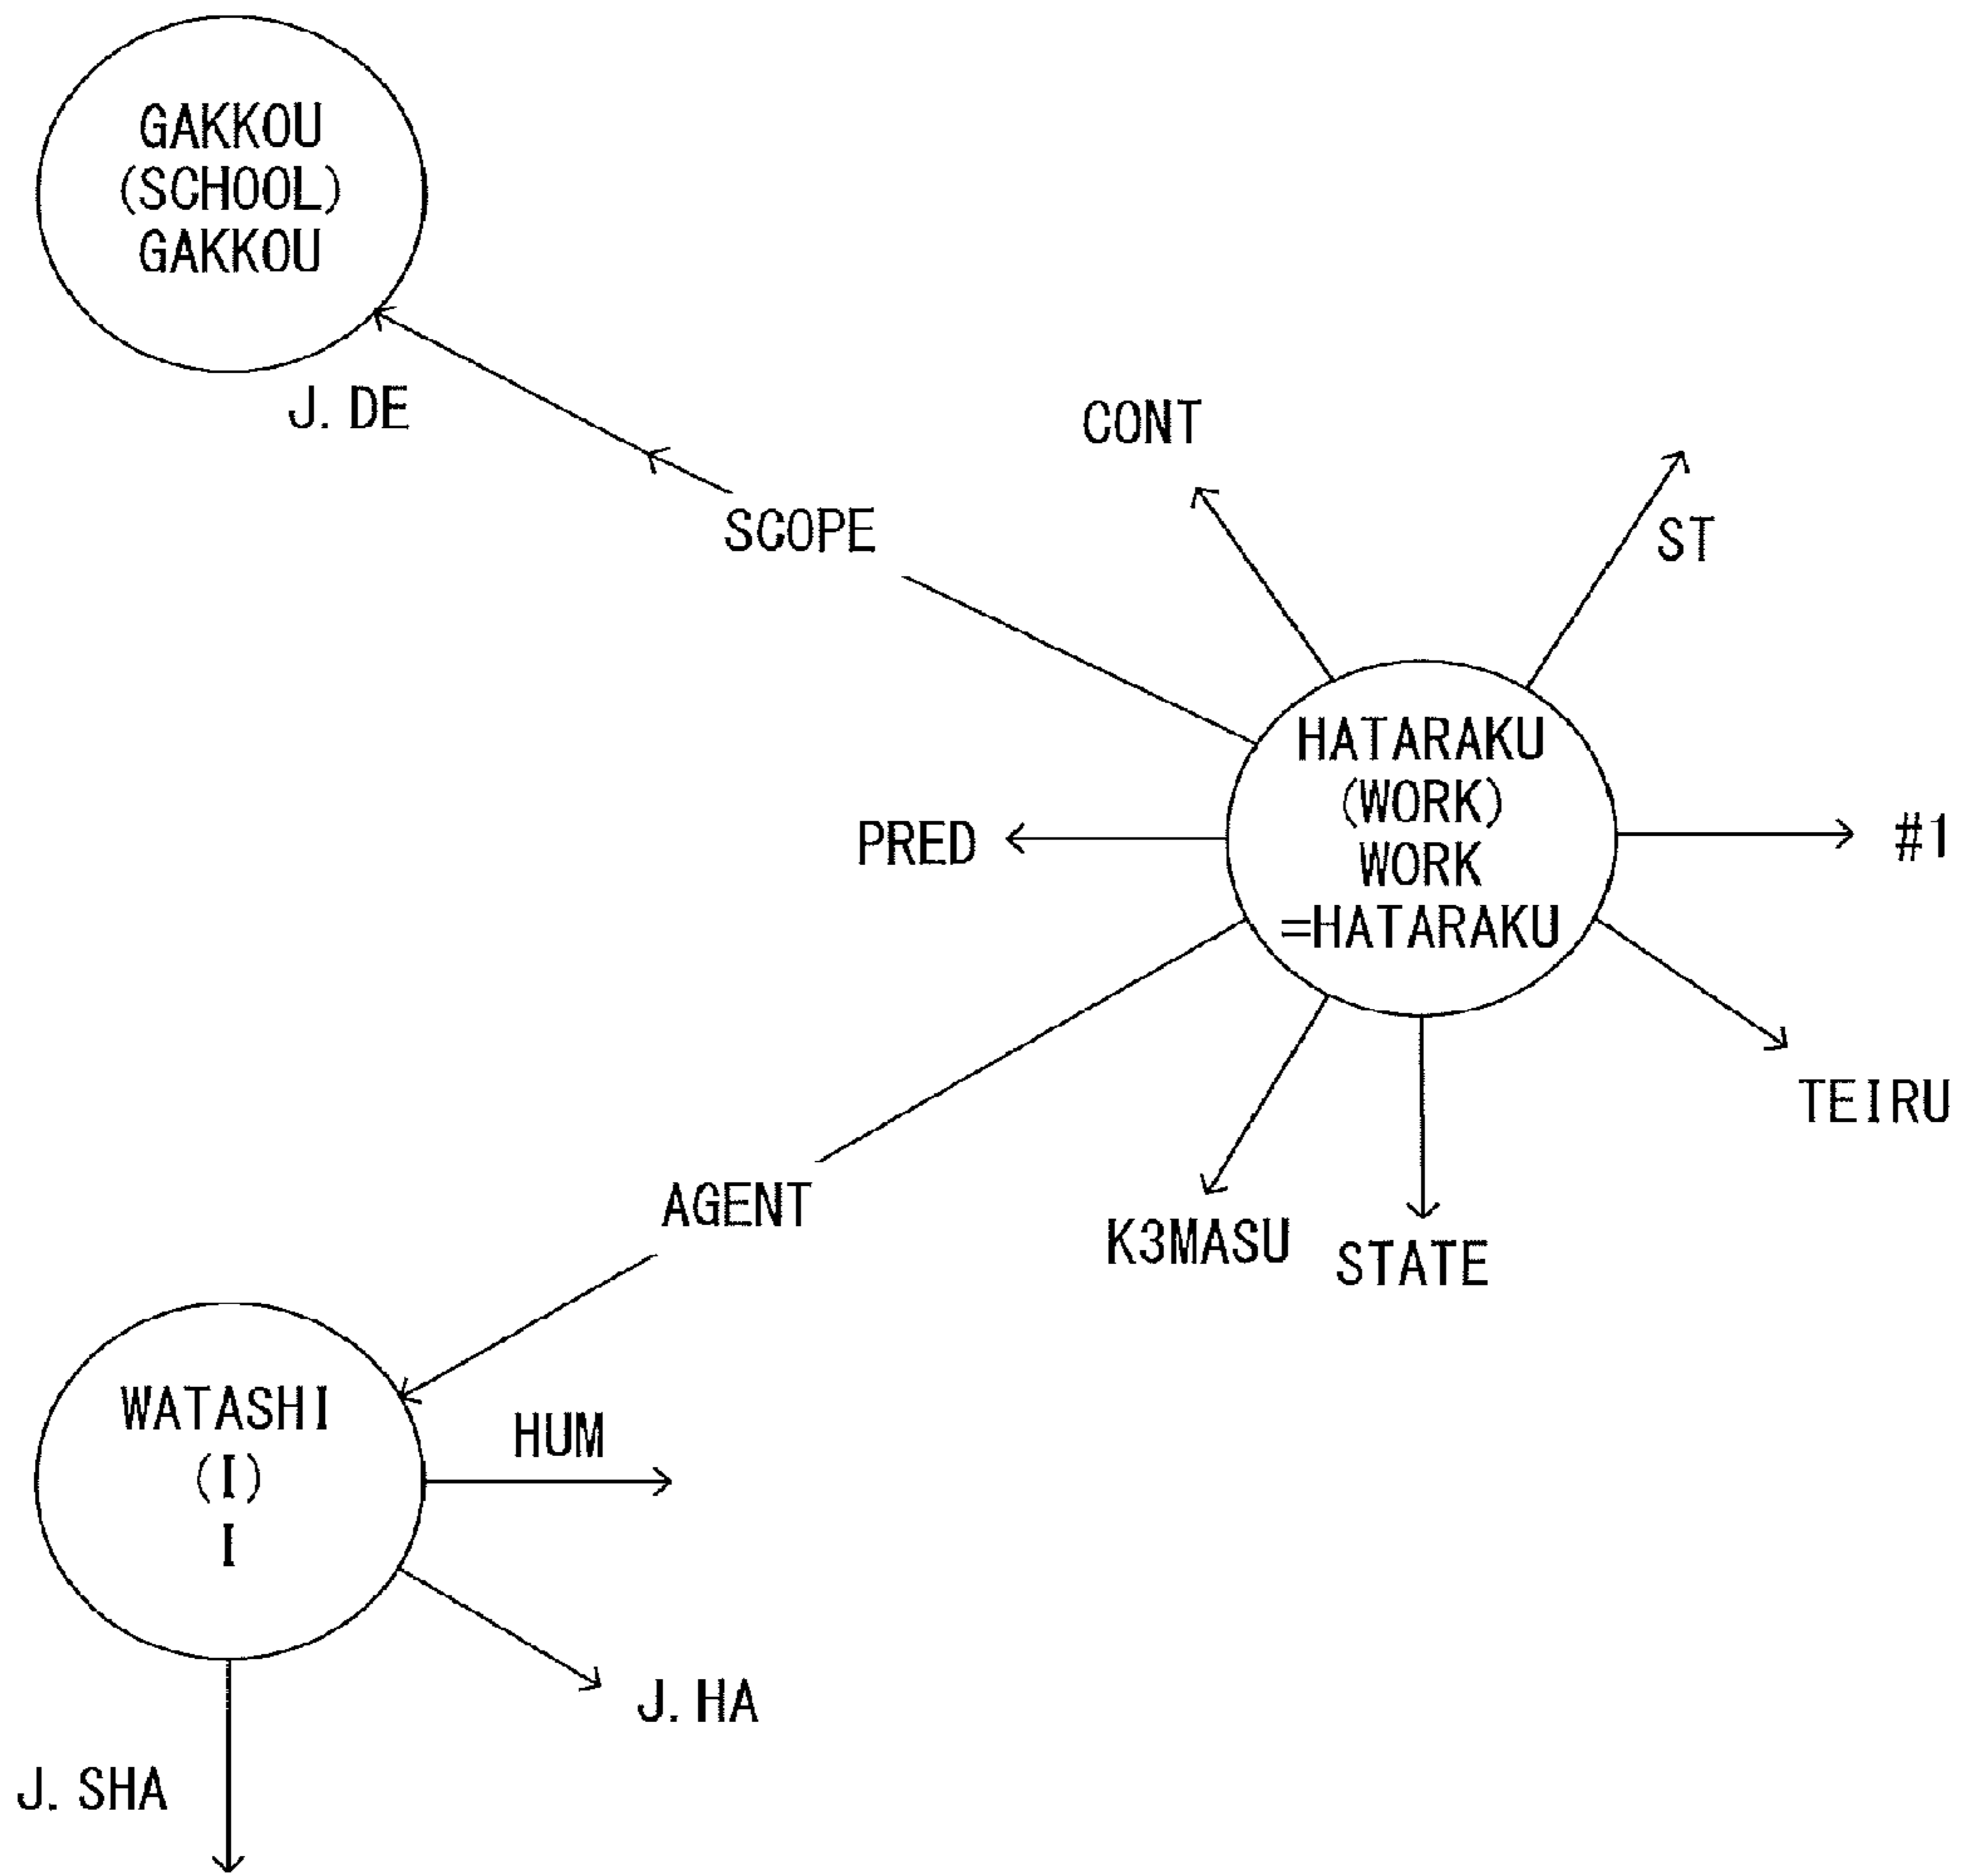 GAKKOU
(SCHOOL)
GAKKOU
J. DE
CONT
SCOPE
ST
HATARAKU
(WORK)
WORK
=HATARAKU
PRED
#1
TEIRU
AGENT
K3MASU
STATE
WATASHI
(I)
I
HUM
J. HA
J. SHA